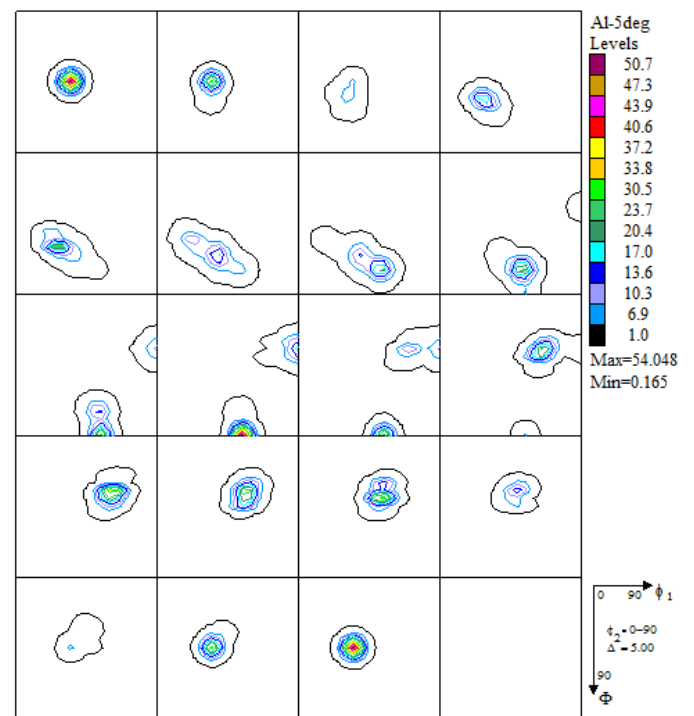 Al-5deg
Levels
50.7
47.3
43.9
40.6
37.2
33.8
30.5
23.7
20.4
17.0
13.6
10.3
6.9
1.0
Max=54.048
Min=0.165
0 90 ϕ 1
ϕ2=0-90
Δ=5.00
90
Φ